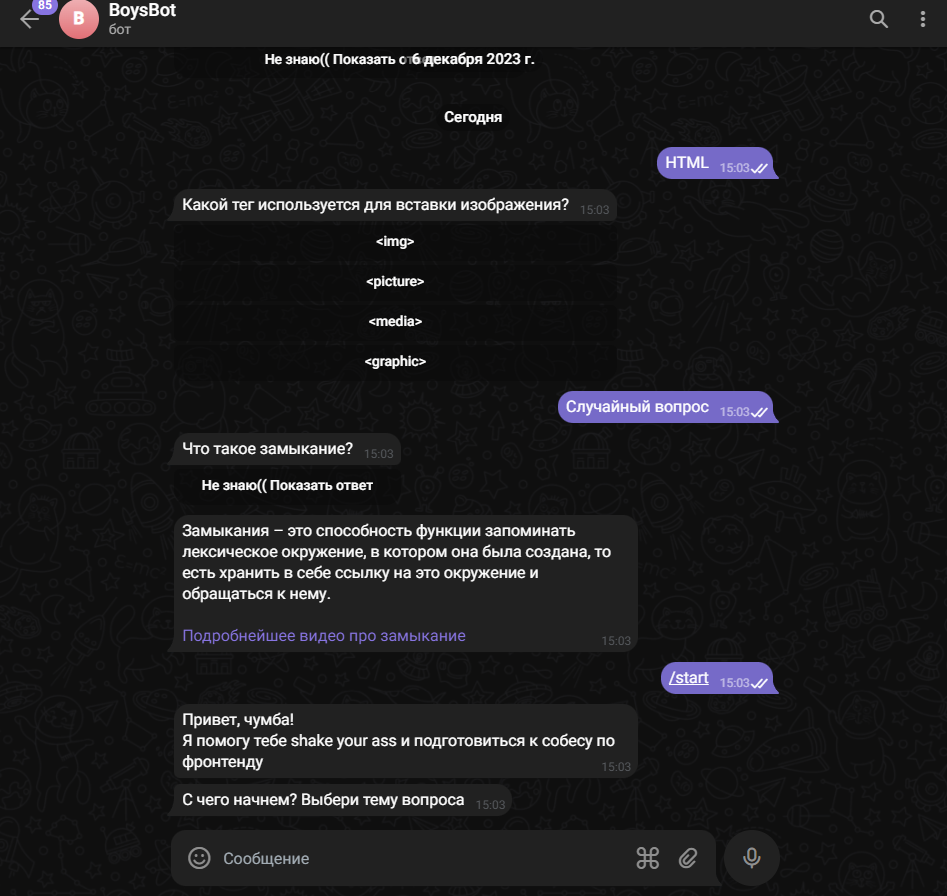 85
B
BoysBot
бот
Не знаю(( Показать
6 декабря 2023 г.
Сегодня
HTML 15:03
Какой тег используется для вставки изображения? 15:03
<img>
<picture>
<media>
<graphic>
Случайный вопрос 15:03
Что такое замыкание? 15:03
Не знаю(( Показать ответ
Замыкания – это способность функции запоминать
лексическое окружение, в котором она была создана, то
есть хранить в себе ссылку на это окружение и
обращаться к нему.
Подробнейшее видео про замыкание 15:03
/start 15:03
Привет, чумба!
Я помогу тебе shake your ass и подготовиться к собесу по
фронтенду 15:03
С чего начнем? Выбери тему вопроса 15:03
Сообщение